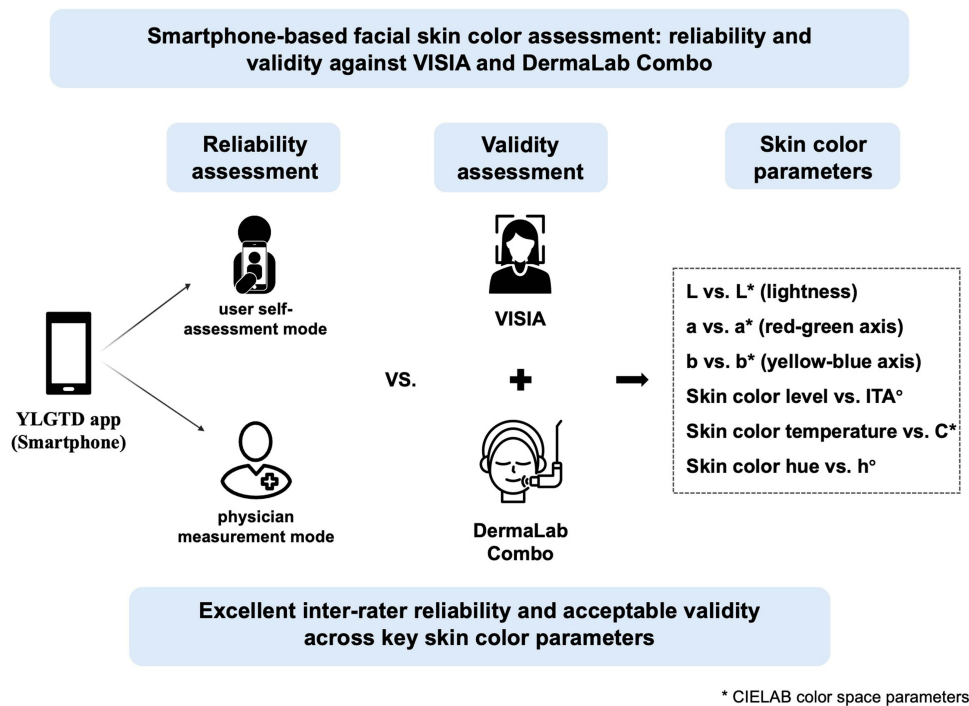 Smartphone-based facial skin color assessment: reliability and
validity against VISIA and DermaLab Combo
Reliability
assessment
Validity
assessment
Skin color
parameters
YLGTD app
(Smartphone)
user self-
assessment mode
physician
measurement mode
VS.
VISIA
DermaLab
Combo
L vs. L* (lightness)
a vs. a* (red-green axis)
b vs. b* (yellow-blue axis)
Skin color level vs. ITA°
Skin color temperature vs. C*
Skin color hue vs. h°
Excellent inter-rater reliability and acceptable validity
across key skin color parameters
* CIELAB color space parameters